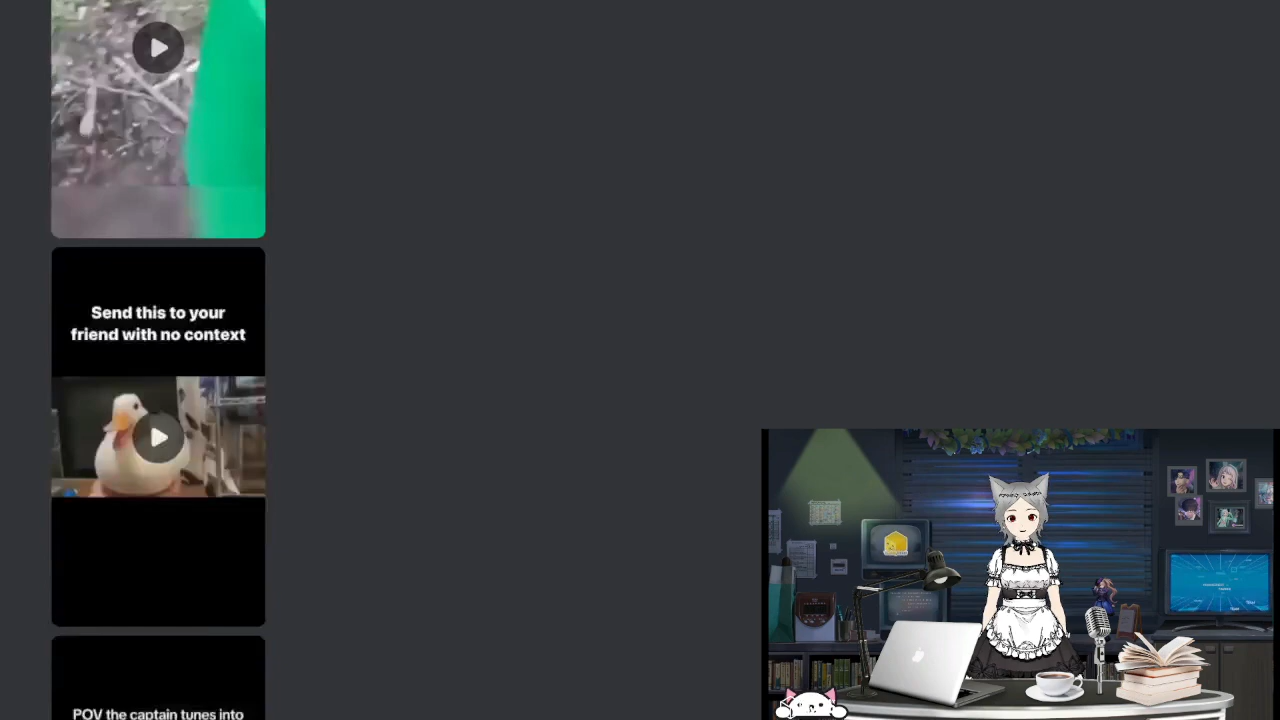 Send this to your
friend with no context
POV the captain tunes into